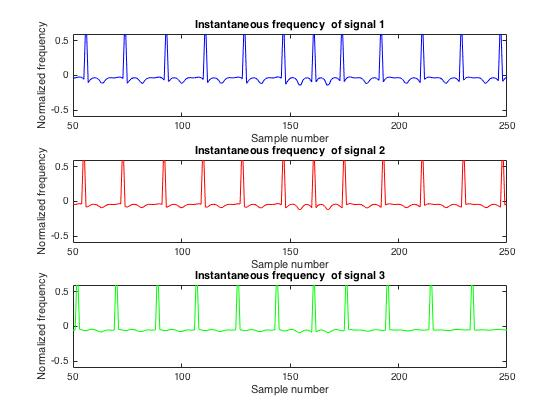 Instantaneous frequency  of signal 1
Normalized frequency
0.5
0
-0.5
50
100
150
200
250
Sample number
Instantaneous frequency  of signal 2
Normalized frequency
0.5
0
-0.5
50
100
150
200
250
Sample number
Instantaneous frequency  of signal 3
Normalized frequency
0.5
0
-0.5
50
100
150
200
250
Sample number